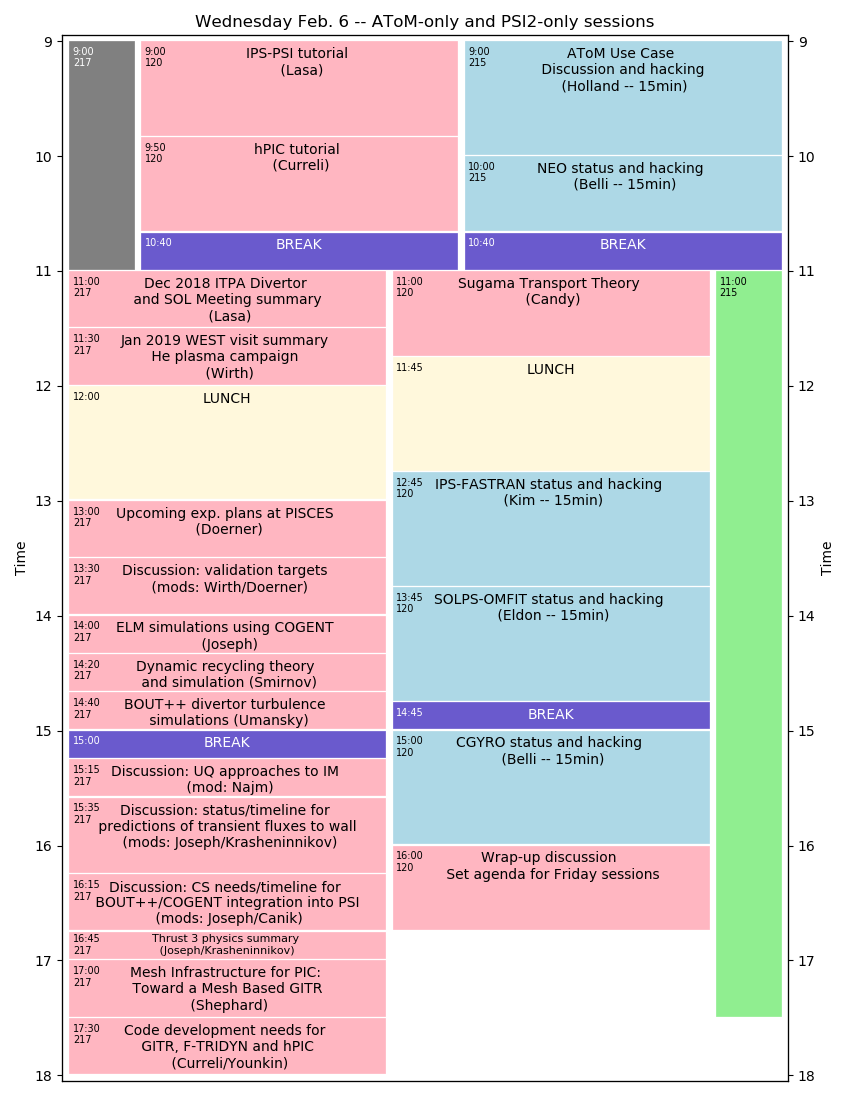 Wednesday Feb. 6 -- AToM-only and PSI2-only sessions
9
9
9:00
217
9:00
120
IPS-PSI tutorial
(Lasa)
9:00
215
AToM Use Case
Discussion and hacking
(Holland -- 15min)
9:50
120
hPIC tutorial
(Curreli)
10
10
10:00
215
NEO status and hacking
(Belli -- 15min)
10:40
BREAK
10:40
BREAK
11
11
11:00
217
Dec 2018 ITPA Divertor
and SOL Meeting summary
(Lasa)
11:00
120
Sugama Transport Theory
(Candy)
11:00
215
11:30
217
Jan 2019 WEST visit summary
He plasma campaign
(Wirth)
11:45
LUNCH
12
12
12:00
LUNCH
12:45
120
IPS-FASTRAN status and hacking
(Kim -- 15min)
13
13
13:00
217
Upcoming exp. plans at PISCES
(Doerner)
13:30
217
Discussion: validation targets
(mods: Wirth/Doerner)
Time
Time
13:45
120
SOLPS-OMFIT status and hacking
(Eldon -- 15min)
14
14
14:00
217
ELM simulations using COGENT
(Joseph)
14:20
217
Dynamic recycling theory
and simulation (Smirnov)
14:40
217
BOUT++ divertor turbulence
simulations (Umansky)
14:45
BREAK
15
15
15:00
BREAK
15:00
120
CGYRO status and hacking
(Belli -- 15min)
15:15
217
Discussion: UQ approaches to IM
(mod: Najm)
15:35
217
Discussion: status/timeline for
predictions of transient fluxes to wall
(mods: Joseph/Krasheninnikov)
16
16
16:00
120
Wrap-up discussion
Set agenda for Friday sessions
16:15
217
Discussion: CS needs/timeline for
BOUT++/COGENT integration into PSI
(mods: Joseph/Canik)
16:45
217
Thrust 3 physics summary
(Joseph/Krasheninnikov)
17
17
17:00
217
Mesh Infrastructure for PIC:
Toward a Mesh Based GITR
(Shephard)
17:30
217
Code development needs for
GITR, F-TRIDYN and hPIC
(Curreli/Younkin)
18
18